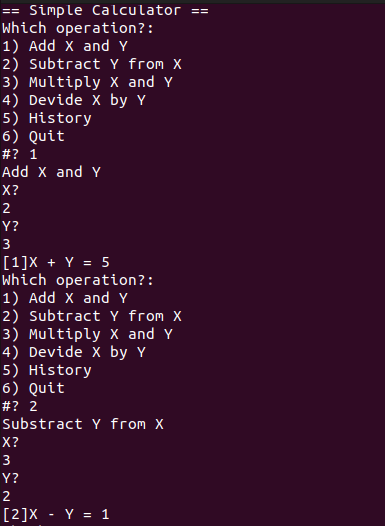 == Simple Calculator ==
Which operation?:
1) Add X and Y
2) Subtract Y from X
3) Multiply X and Y
4) Devide X by Y
5) History
6) Quit
#? 1
Add X and Y
X?
2
Y?
3
[1]X + Y = 5
Which operation?:
1) Add X and Y
2) Subtract Y from X
3) Multiply X and Y
4) Devide X by Y
5) History
6) Quit
#? 2
Substract Y from X
X?
3
Y?
2
[2]X - Y = 1